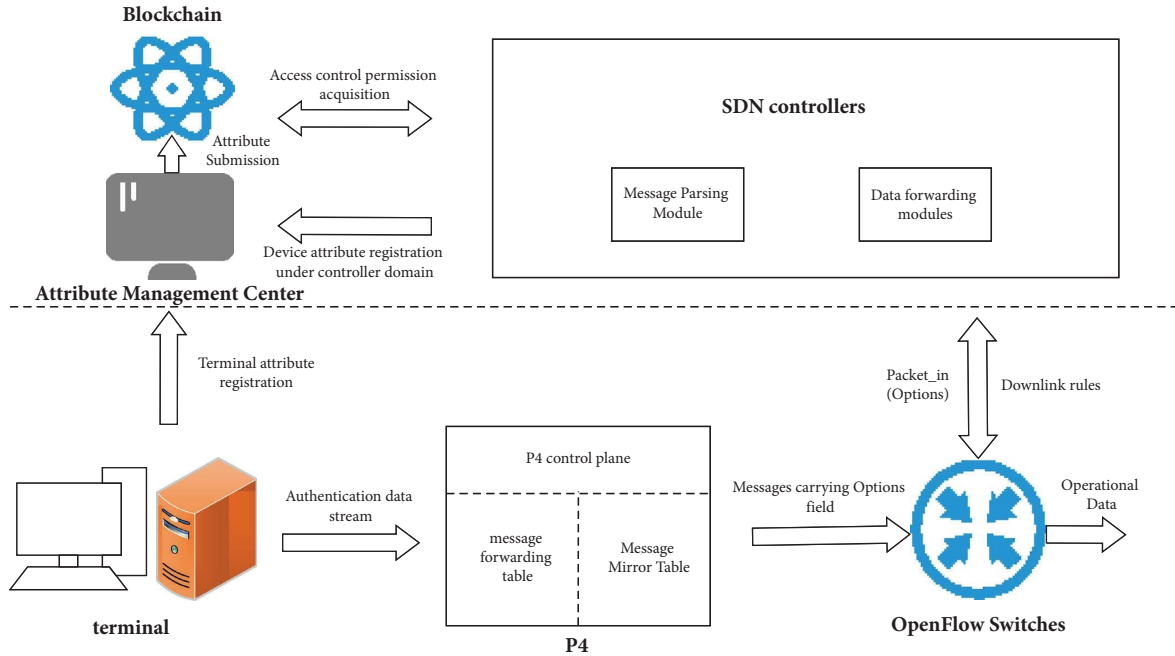 Blockchain
Access control permission
acquisition
SDN controllers
Attribute
Submission
Message Parsing
Module
Data forwarding
modules
Device attribute registration
under controller domain
Attribute Management Center
Terminal attribute
registration
Packet_in
(Options)
Downlink rules
P4 control plane
Authentication data
stream
message
forwarding
table
Message
Mirror Table
Messages carrying Options
field
Operational
Data
terminal
P4
OpenFlow Switches